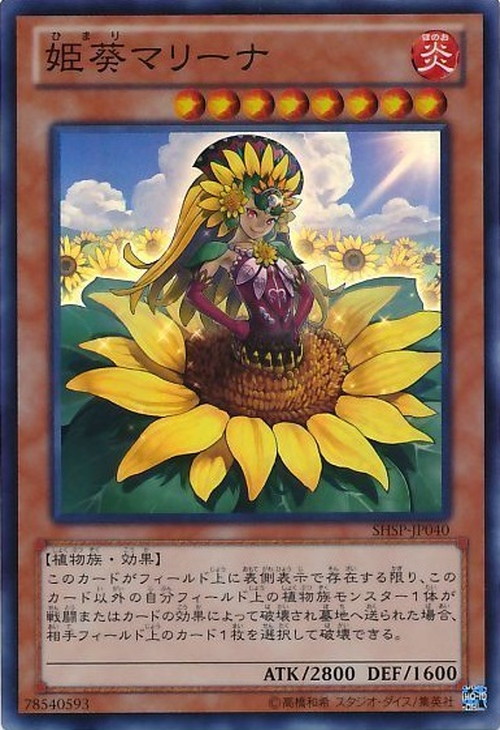 ひまり
姫葵マリーナ
ほのお
炎
SHSP-JP040
【植物族・効果】
このカードがフィールド上に表側表示で存在する限り、この
カード以外の自分フィールド上の植物族モンスター1体が
戦闘またはカードの効果によって破壊され墓地へ送られた場合、
相手フィールド上のカード1枚を選択して破壊できる。
ATK/2800 DEF/1600
78540593
©高橋和希 スタジオ・ダイス/集英社